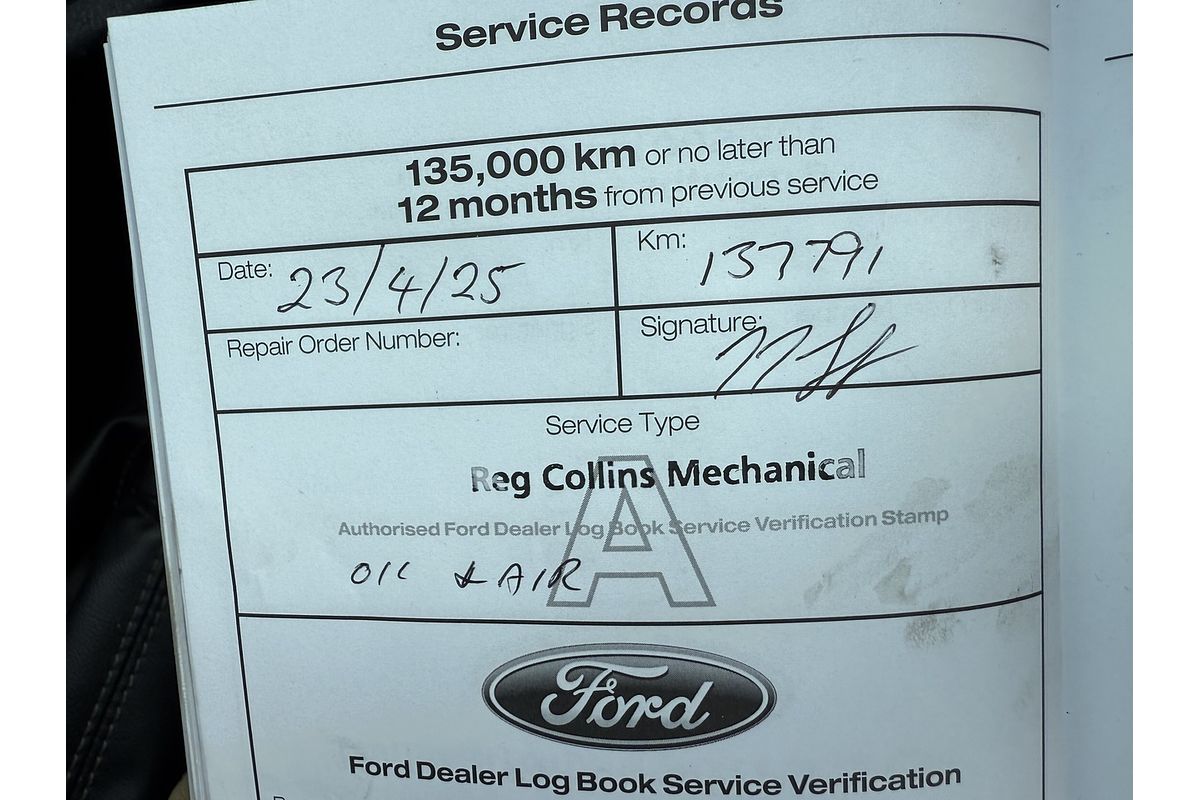 Service Records
135,000 km or no later than
12 months from previous service
Date: 23/4/25
Km: 137791
Repair Order Number:
Signature:
Service Type
Reg Collins Mechanical
A
Authorised Ford Dealer Log Book Service Verification Stamp
OIL & AIR
Ford
Ford Dealer Log Book Service Verification